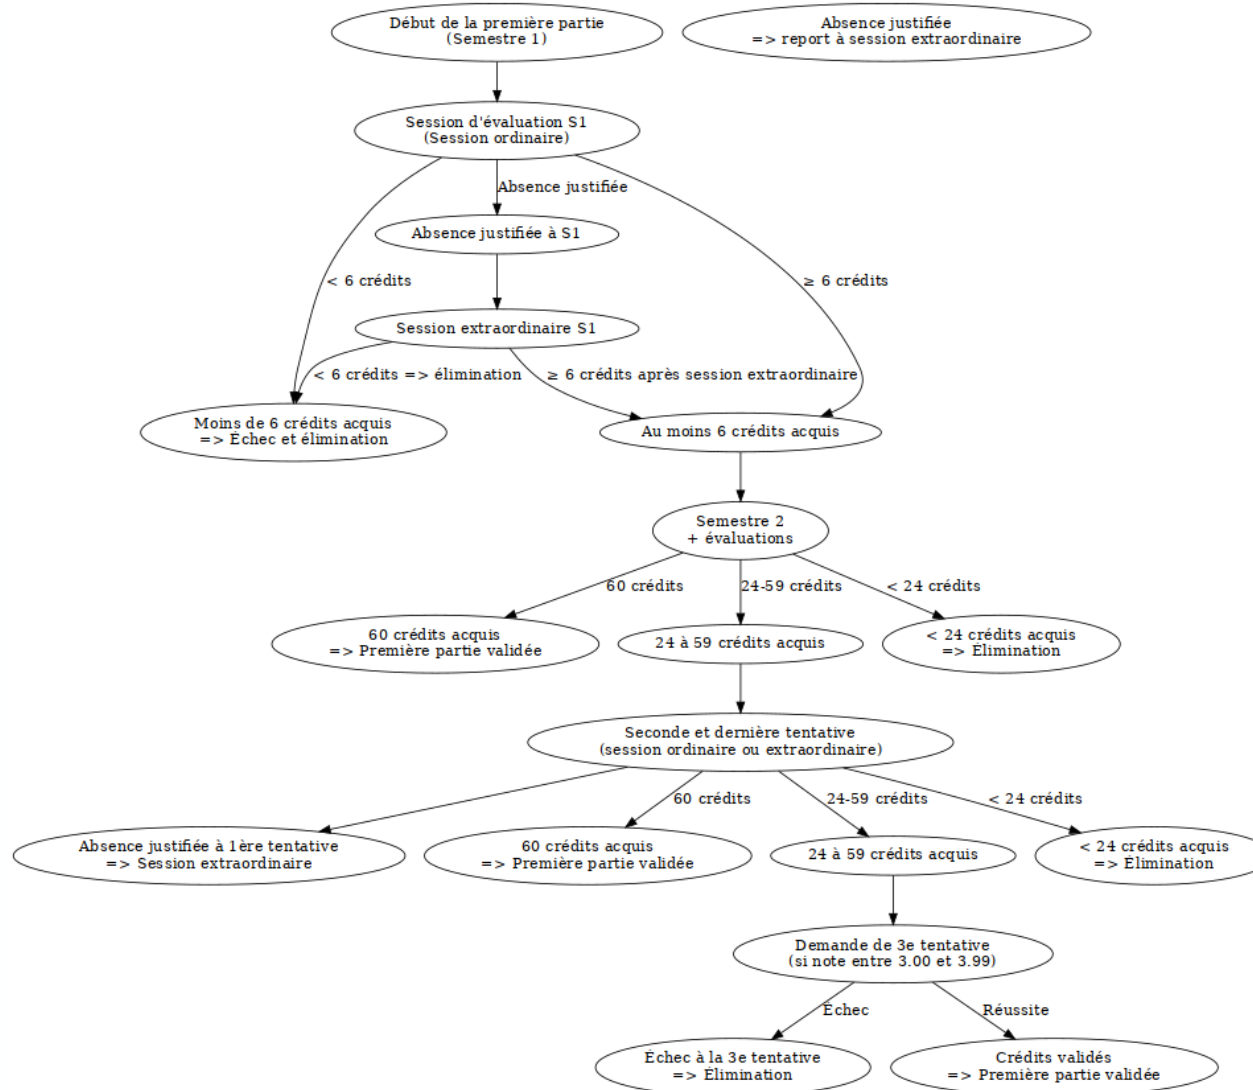 Début de la première partie
(Semestre 1)
Absence justifiée
=> report à session extraordinaire
Session d'évaluation S1
(Session ordinaire)
Absence justifiée
Absence justifiée à S1
< 6 crédits
≥ 6 crédits
Session extraordinaire S1
< 6 crédits => élimination
≥ 6 crédits après session extraordinaire
Moins de 6 crédits acquis
=> Échec et élimination
Au moins 6 crédits acquis
Semestre 2
+ évaluations
60 crédits
24-59 crédits
< 24 crédits
60 crédits acquis
=> Première partie validée
24 à 59 crédits acquis
< 24 crédits acquis
=> Élimination
Seconde et dernière tentative
(session ordinaire ou extraordinaire)
60 crédits
24-59 crédits
< 24 crédits
Absence justifiée à 1ère tentative
=> Session extraordinaire
60 crédits acquis
=> Première partie validée
24 à 59 crédits acquis
< 24 crédits acquis
=> Élimination
Demande de 3e tentative
(si note entre 3.00 et 3.99)
Échec
Réussite
Échec à la 3e tentative
=> Élimination
Crédits validés
=> Première partie validée